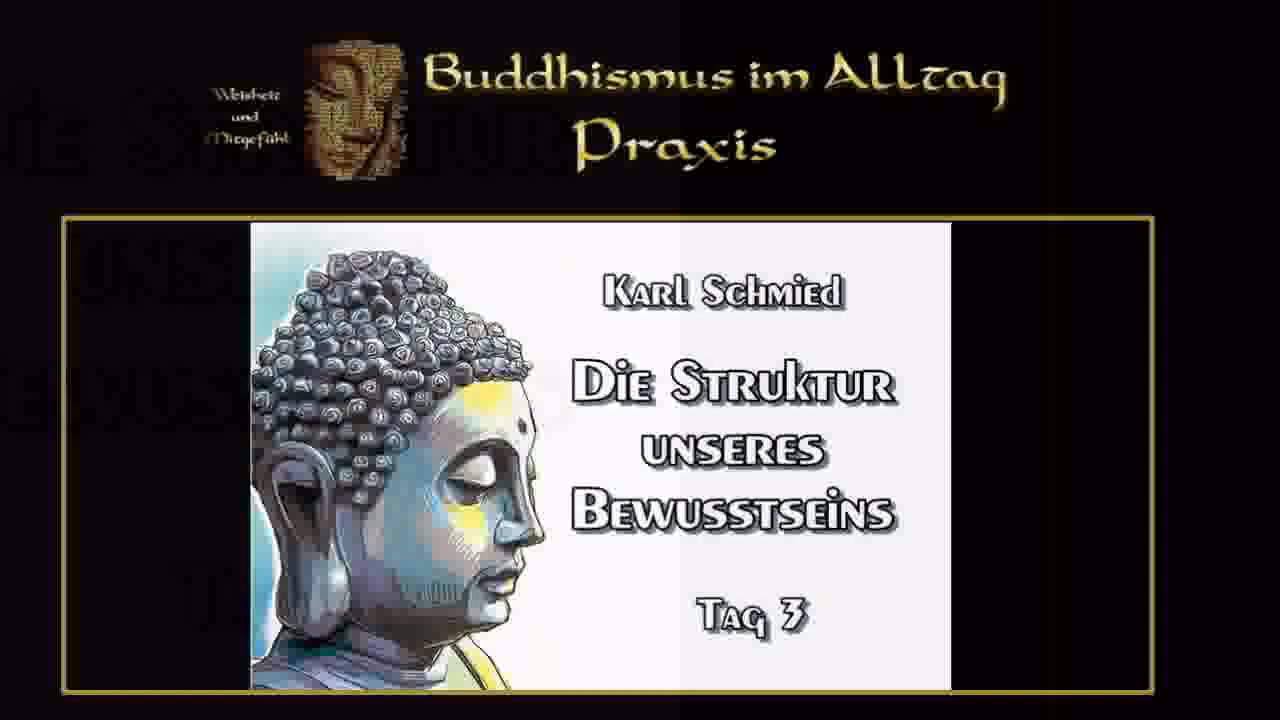 Weisheit
und
Mitgefühl
Buddhismus im Alltag
Praxis
Karl Schmied
Die Struktur
unseres
Bewusstseins
Tag 3